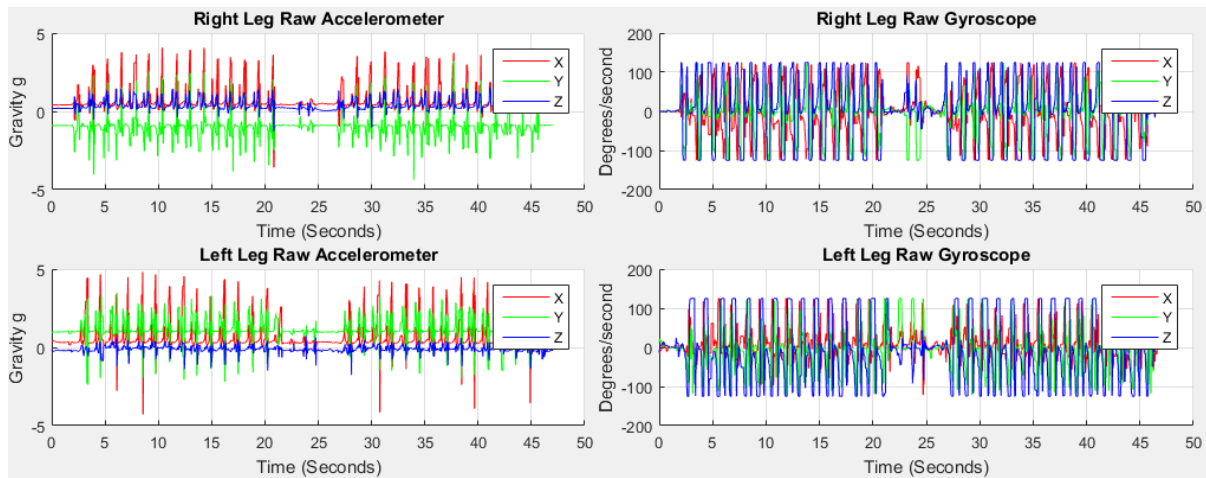 Right Leg Raw Accelerometer
Gravity g
5
0
-5
0 5 10 15 20 25 30 35 40 45 50
Time (Seconds)
X
Y
Z
Right Leg Raw Gyroscope
Degrees/second
200
100
0
-100
-200
0 5 10 15 20 25 30 35 40 45 50
Time (Seconds)
X
Y
Z
Left Leg Raw Accelerometer
Gravity g
5
0
-5
0 5 10 15 20 25 30 35 40 45 50
Time (Seconds)
X
Y
Z
Left Leg Raw Gyroscope
Degrees/second
200
100
0
-100
-200
0 5 10 15 20 25 30 35 40 45 50
Time (Seconds)
X
Y
Z